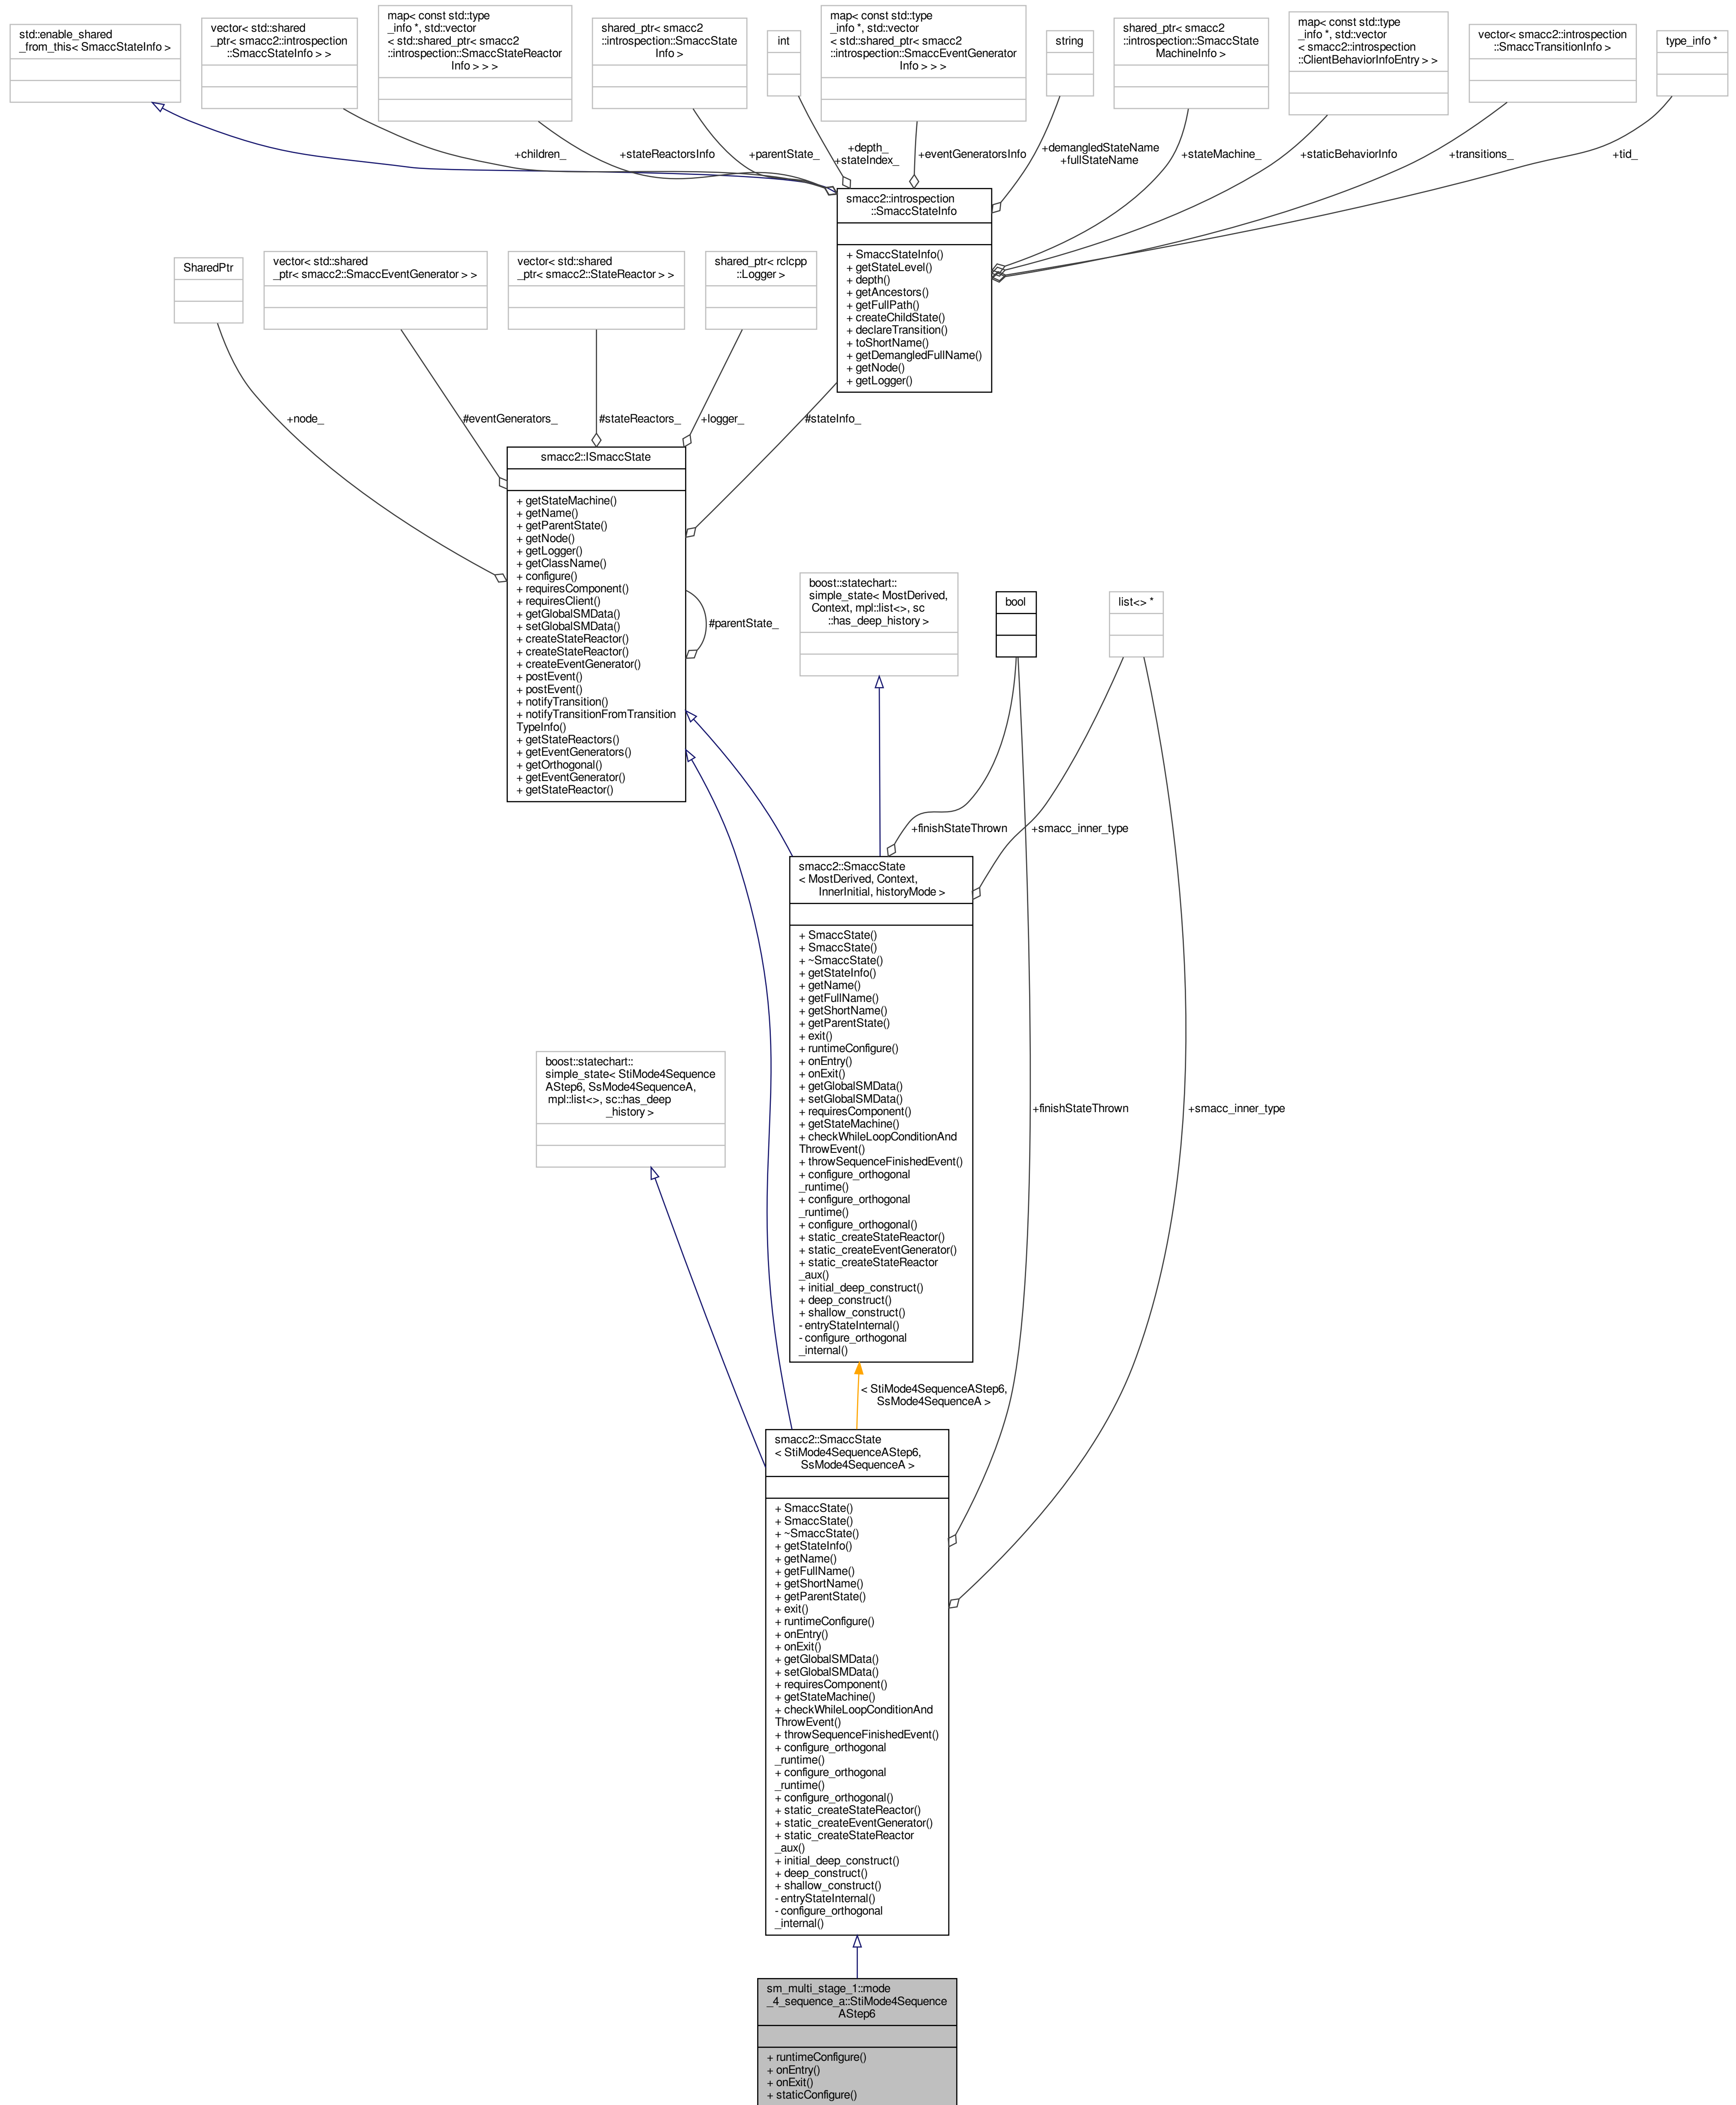 std::enable_shared
_from_this< SmaccStateInfo >
vector< std::shared
_ptr< smacc2::introspection
::SmaccStateInfo > >
map< const std::type
_info *, std::vector
< std::shared_ptr< smacc2
::introspection::SmaccStateReactor
Info > > >
shared_ptr< smacc2
::introspection::SmaccState
Info >
int
map< const std::type
_info *, std::vector
< std::shared_ptr< smacc2
::introspection::SmaccEventGenerator
Info > > >
string
shared_ptr< smacc2
::introspection::SmaccState
MachineInfo >
map< const std::type
_info *, std::vector
< smacc2::introspection
::ClientBehaviorInfoEntry > >
vector< smacc2::introspection
::SmaccTransitionInfo >
type_info *
+children_
+stateReactorsInfo
+parentState_
+depth_
+stateIndex_
+eventGeneratorsInfo
+demangledStateName
+fullStateName
+stateMachine_
+staticBehaviorInfo
+transitions_
+tid_
smacc2::introspection
::SmaccStateInfo
+ SmaccStateInfo()
+ getStateLevel()
+ depth()
+ getAncestors()
+ getFullPath()
+ createChildState()
+ declareTransition()
+ toShortName()
+ getDemangledFullName()
+ getNode()
+ getLogger()
SharedPtr
vector< std::shared
_ptr< smacc2::SmaccEventGenerator > >
vector< std::shared
_ptr< smacc2::StateReactor > >
shared_ptr< rclcpp
::Logger >
+node_
#eventGenerators_
#stateReactors_
+logger_
#stateInfo_
smacc2::ISmaccState
+ getStateMachine()
+ getName()
+ getParentState()
+ getNode()
+ getLogger()
+ getClassName()
+ configure()
+ requiresComponent()
+ requiresClient()
+ getGlobalSMData()
+ setGlobalSMData()
+ createStateReactor()
+ createStateReactor()
+ createEventGenerator()
+ postEvent()
+ postEvent()
+ notifyTransition()
+ notifyTransitionFromTransition
TypeInfo()
+ getStateReactors()
+ getEventGenerators()
+ getOrthogonal()
+ getEventGenerator()
+ getStateReactor()
#parentState_
boost::statechart::
simple_state< MostDerived,
Context, mpl::list<>, sc
::has_deep_history >
bool
list<> *
+finishStateThrown
+smacc_inner_type
smacc2::SmaccState
< MostDerived, Context,
InnerInitial, historyMode >
+ SmaccState()
+ SmaccState()
+ ~SmaccState()
+ getStateInfo()
+ getName()
+ getFullName()
+ getShortName()
+ getParentState()
+ exit()
+ runtimeConfigure()
+ onEntry()
+ onExit()
+ getGlobalSMData()
+ setGlobalSMData()
+ requiresComponent()
+ getStateMachine()
+ checkWhileLoopConditionAnd
ThrowEvent()
+ throwSequenceFinishedEvent()
+ configure_orthogonal
_runtime()
+ configure_orthogonal
_runtime()
+ configure_orthogonal()
+ static_createStateReactor()
+ static_createEventGenerator()
+ static_createStateReactor
_aux()
+ initial_deep_construct()
+ deep_construct()
+ shallow_construct()
- entryStateInternal()
- configure_orthogonal
_internal()
boost::statechart::
simple_state< StiMode4Sequence
AStep6, SsMode4SequenceA,
mpl::list<>, sc::has_deep
_history >
+finishStateThrown
+smacc_inner_type
< StiMode4SequenceAStep6,
SsMode4SequenceA >
smacc2::SmaccState
< StiMode4SequenceAStep6,
SsMode4SequenceA >
+ SmaccState()
+ SmaccState()
+ ~SmaccState()
+ getStateInfo()
+ getName()
+ getFullName()
+ getShortName()
+ getParentState()
+ exit()
+ runtimeConfigure()
+ onEntry()
+ onExit()
+ getGlobalSMData()
+ setGlobalSMData()
+ requiresComponent()
+ getStateMachine()
+ checkWhileLoopConditionAnd
ThrowEvent()
+ throwSequenceFinishedEvent()
+ configure_orthogonal
_runtime()
+ configure_orthogonal
_runtime()
+ configure_orthogonal()
+ static_createStateReactor()
+ static_createEventGenerator()
+ static_createStateReactor
_aux()
+ initial_deep_construct()
+ deep_construct()
+ shallow_construct()
- entryStateInternal()
- configure_orthogonal
_internal()
sm_multi_stage_1::mode
_4_sequence_a::StiMode4Sequence
AStep6
+ runtimeConfigure()
+ onEntry()
+ onExit()
+ staticConfigure()